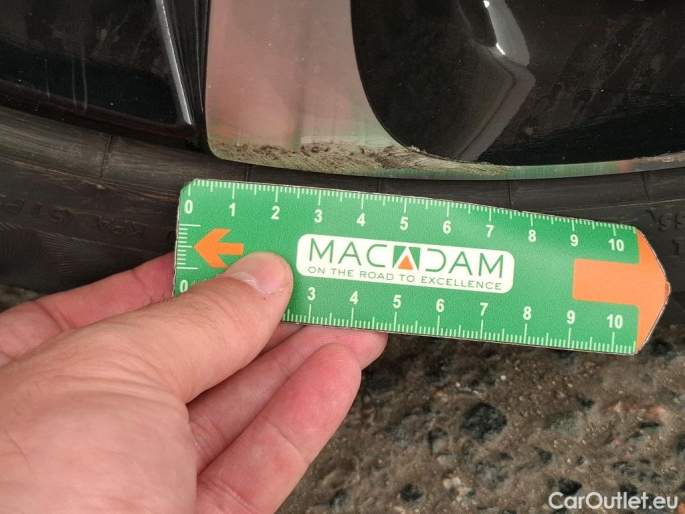 0 1 2 3 4 5 6 7 8 9 10
MACADAM
ON THE ROAD TO EXCELLENCE
0 3 4 5 6 7 8 9 10
CarOutlet.eu